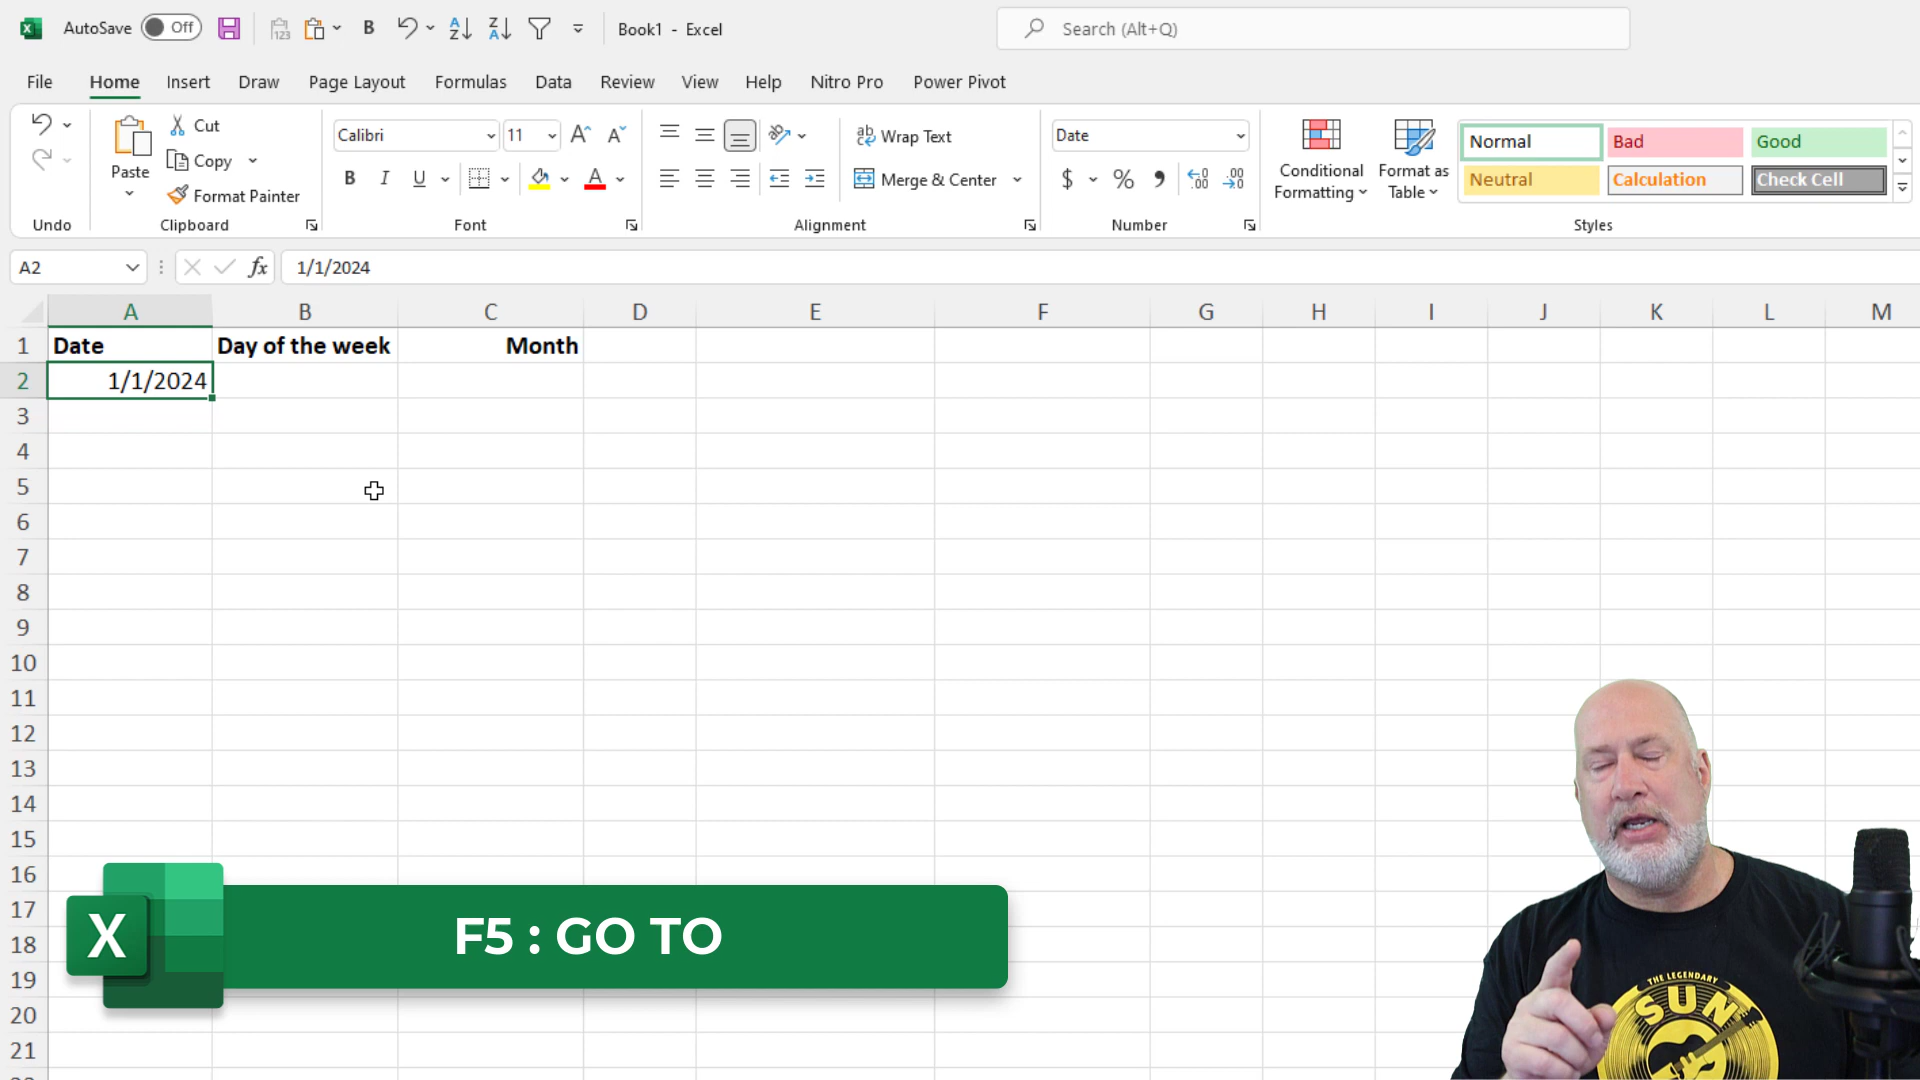 AutoSave Off B Book1 - Excel Search (Alt+Q)
File Home Insert Draw Page Layout Formulas Data Review View Help Nitro Pro Power Pivot
Paste Cut Copy Format Painter
Calibri 11 A A
B I U A
ab Wrap Text
Merge & Center
Date
$ % , .00 .00
Conditional Formatting
Format as Table
Normal Bad Good
Neutral Calculation Check Cell
Undo Clipboard Font Alignment Number Styles
A2 fx 1/1/2024
A B C D E F G H I J K L M
1 Date Day of the week Month
2 1/1/2024
3
4
5
6
7
8
9
10
11
12
13
14
15
16
17
18
19
20
21
X F5 : GO TO
THE LEGENDARY
SUN